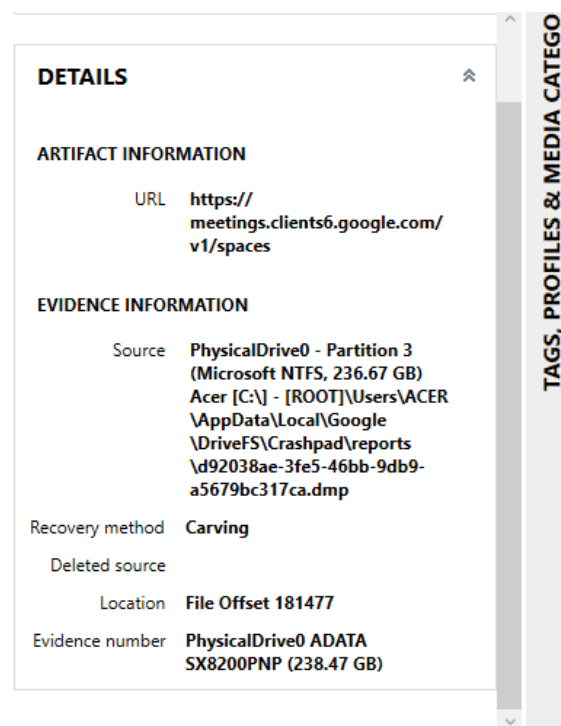 DETAILS
ARTIFACT INFORMATION
URL https://
meetings.clients6.google.com/
v1/spaces
EVIDENCE INFORMATION
Source PhysicalDrive0 - Partition 3
(Microsoft NTFS, 236.67 GB)
Acer [C:\] - [ROOT]\Users\ACER
\AppData\Local\Google
\DriveFS\Crashpad\reports
\d92038ae-3fe5-46bb-9db9-
a5679bc317ca.dmp
Recovery method Carving
Deleted source
Location File Offset 181477
Evidence number PhysicalDrive0 ADATA
SX8200PNP (238.47 GB)
TAGS, PROFILES & MEDIA CATEGO